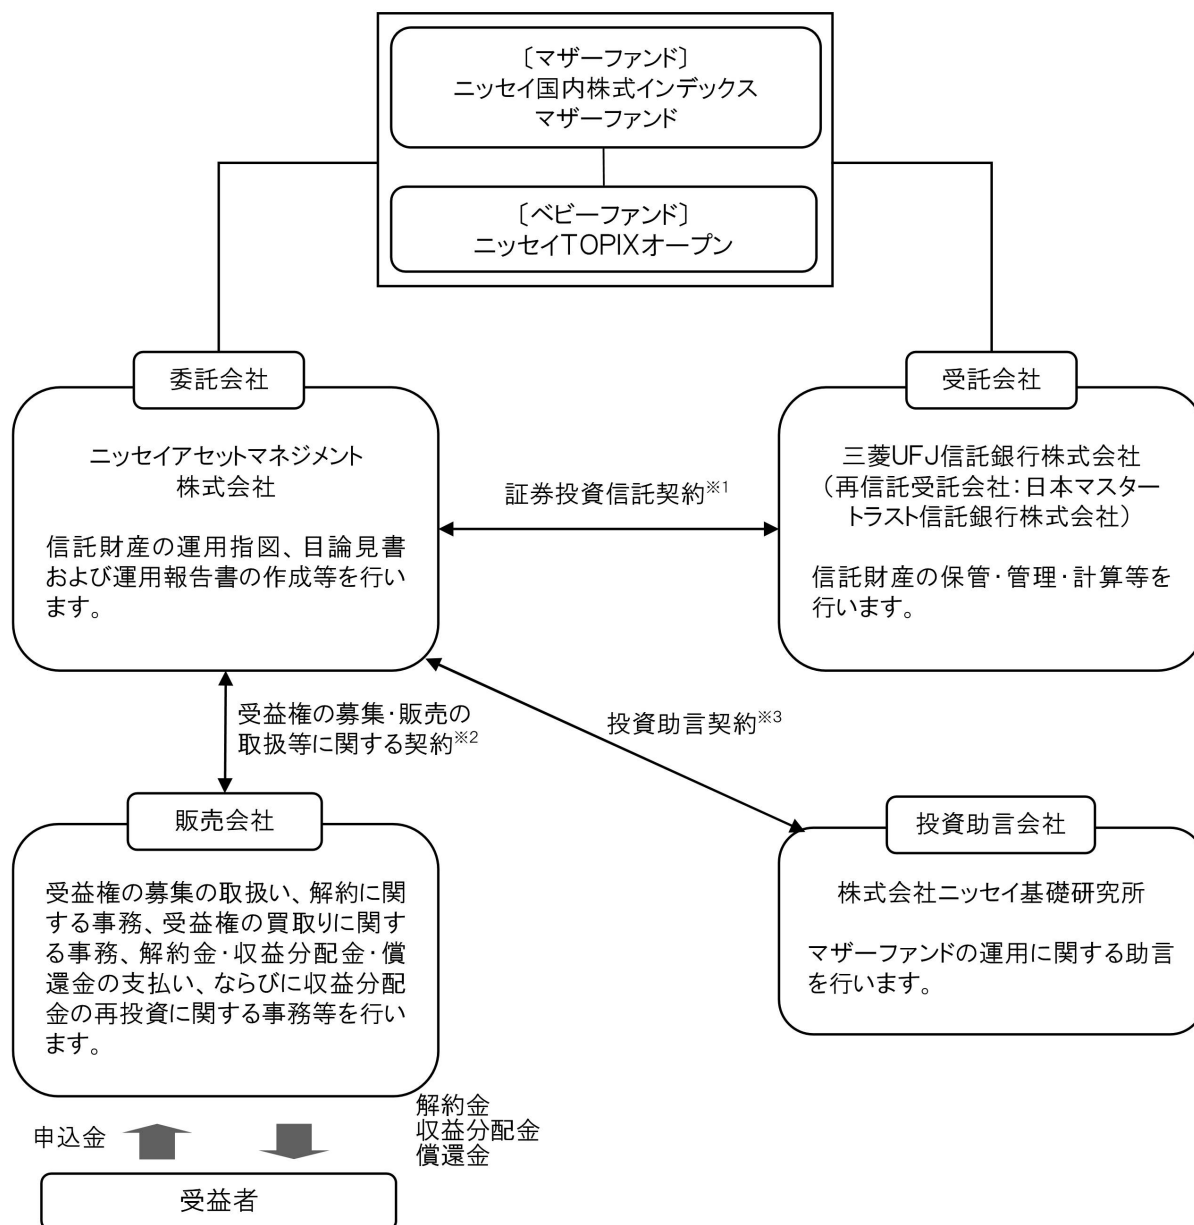 〔マザーファンド〕
ニッセイ国内株式インデックス
マザーファンド
〔ベビーファンド〕
ニッセイTOPIXオープン
委託会社
ニッセイアセットマネジメント
株式会社
信託財産の運用指図、目論見書
および運用報告書の作成等を行い
ます。
受託会社
三菱UFJ信託銀行株式会社
（再信託受託会社：日本マスター
トラスト信託銀行株式会社）
信託財産の保管・管理・計算等を
行います。
証券投資信託契約※1
受益権の募集・販売の
取扱等に関する契約※2
投資助言契約※3
販売会社
受益権の募集の取扱い、解約に関
する事務、受益権の買取りに関す
る事務、解約金・収益分配金・償
還金の支払い、ならびに収益分配
金の再投資に関する事務等を行い
ます。
投資助言会社
株式会社ニッセイ基礎研究所
マザーファンドの運用に関する助言
を行います。
申込金
解約金
収益分配金
償還金
受益者